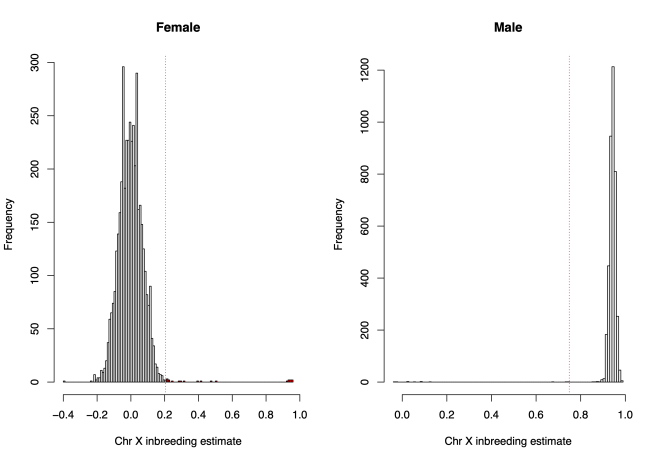 Female
Male
Frequency
0
50
100
150
200
250
300
−0.4 −0.2 0.0 0.2 0.4 0.6 0.8 1.0
Chr X inbreeding estimate
Frequency
0
200
400
600
800
1000
1200
0.0 0.2 0.4 0.6 0.8 1.0
Chr X inbreeding estimate